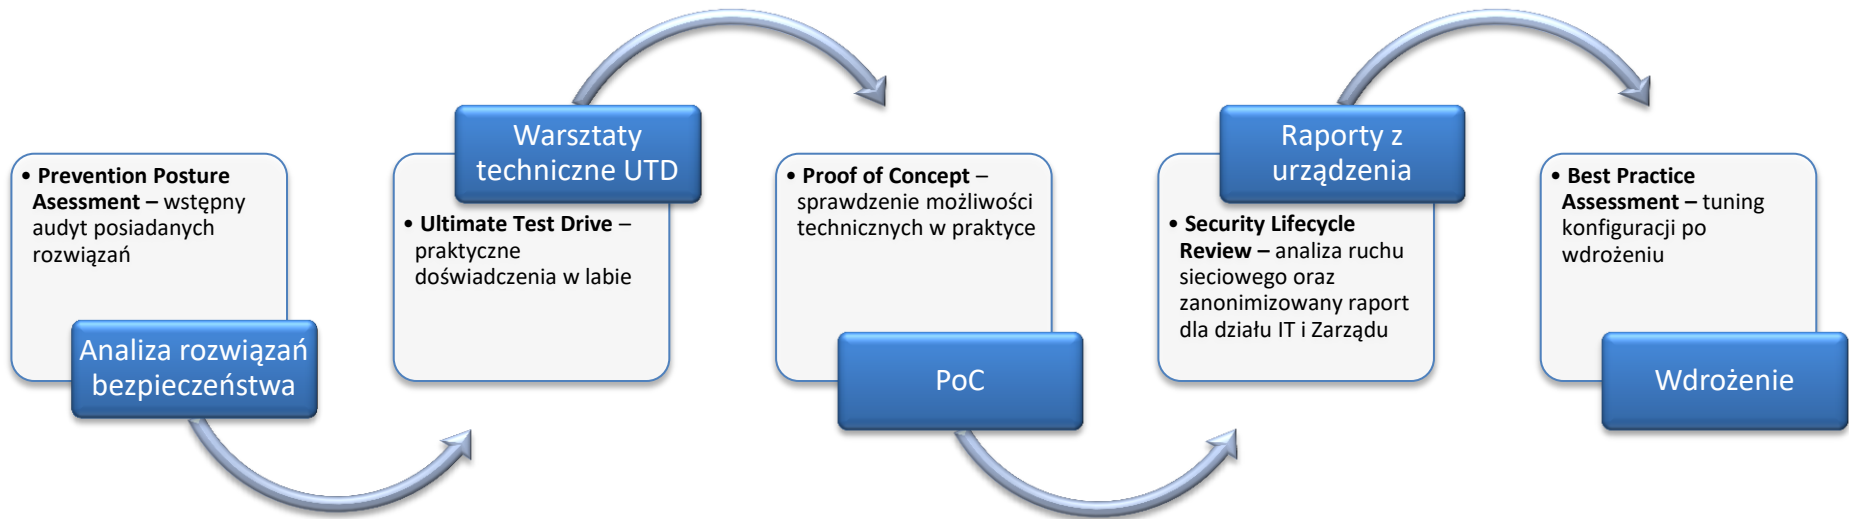 • Prevention Posture
Asessment – wstępny
audyt posiadanych
rozwiązań
Analiza rozwiązań
bezpieczeństwa
Warsztaty
techniczne UTD
• Ultimate Test Drive –
praktyczne
doświadczenia w labie
• Proof of Concept –
sprawdzenie możliwości
technicznych w praktyce
PoC
Raporty z
urządzenia
• Security Lifecycle
Review – analiza ruchu
sieciowego oraz
zanonimizowany raport
dla działu IT i Zarządu
• Best Practice
Assessment – tuning
konfiguracji po
wdrożeniu
Wdrożenie